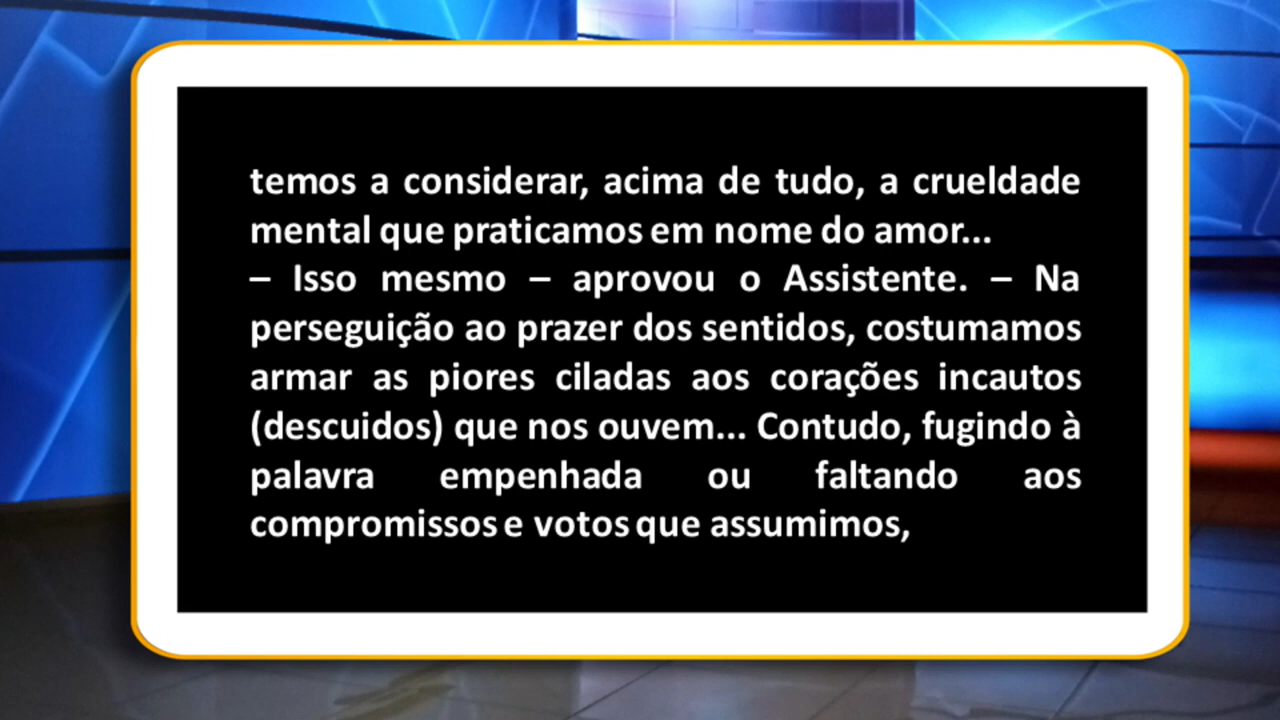 temos a considerar, acima de tudo, a crueldade
mental que praticamos em nome do amor...
– Isso mesmo – aprovou o Assistente. – Na
perseguição ao prazer dos sentidos, costumamos
armar as piores ciladas aos corações incautos
(descuidos) que nos ouvem... Contudo, fugindo à
palavra empenhada ou faltando aos
compromissos e votos que assumimos,